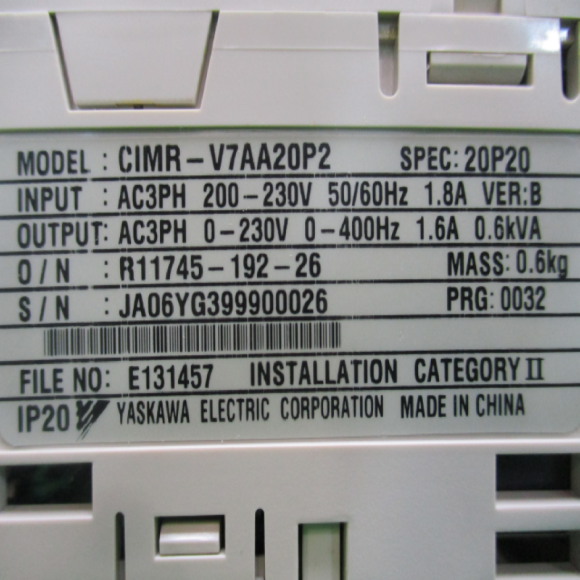 MODEL : CIMR-V7AA20P2 SPEC: 20P20
INPUT : AC3PH 200-230V 50/60Hz 1.8A VER:B
OUTPUT: AC3PH 0-230V 0-400Hz 1.6A 0.6kVA
O/N : R11745-192-26 MASS: 0.6kg
S/N : JA06YG399900026 PRG: 0032
FILE NO: E131457 INSTALLATION CATEGORY II
IP20 YASKAWA ELECTRIC CORPORATION MADE IN CHINA